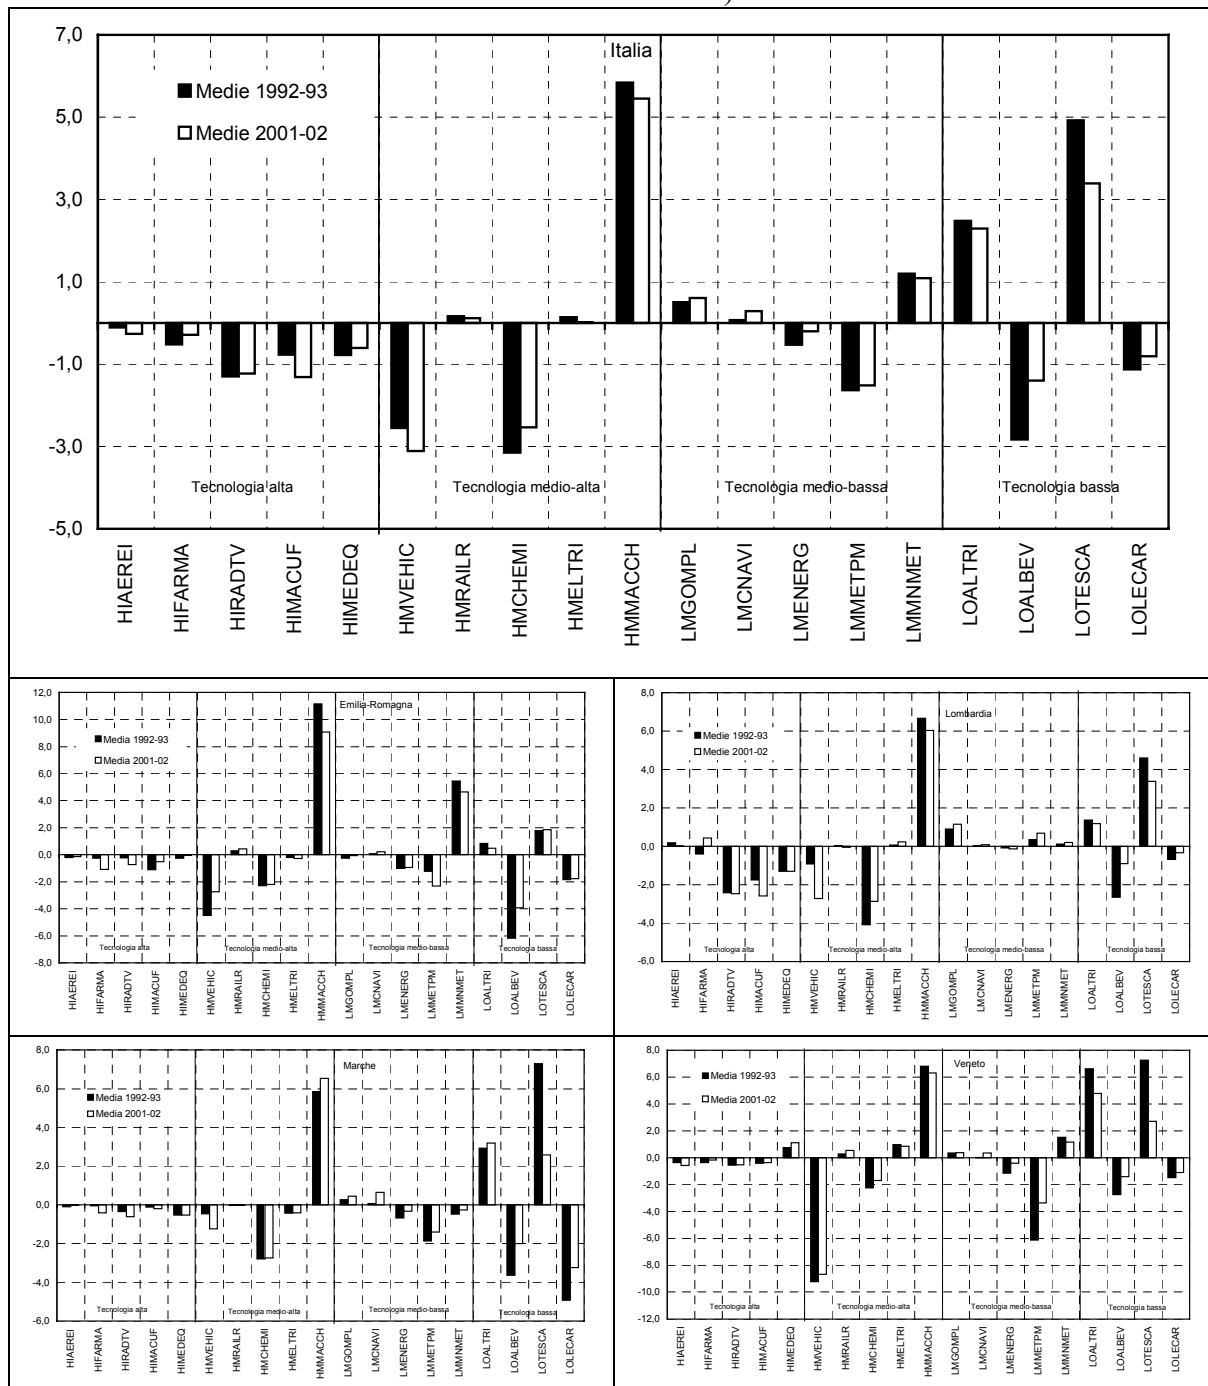 7,0
5,0
3,0
1,0
-1,0
-3,0
-5,0
Italia
Medie 1992-93
Medie 2001-02
Tecnologia alta
Tecnologia medio-alta
Tecnologia medio-bassa
Tecnologia bassa
HIAEREI
HIFARMA
HIRADTV
HIMACUF
HIMEDEQ
HMVEHIC
HMRAILR
HMCHEMI
HMELTRI
HMMACCH
LMGOMPL
LMCNAVI
LMENERG
LMMETPM
LMMNMET
LOALTRI
LOALBEV
LOTESCA
LOLECAR
12,0
10,0
8,0
6,0
4,0
2,0
0,0
-2,0
-4,0
-6,0
-8,0
Emilia-Romagna
Media 1992-93
Media 2001-02
Tecnologia alta
Tecnologia medio-alta
Tecnologia medio-bassa
Tecnologia bassa
HIAEREI
HIFARMA
HIRADTV
HIMACUF
HIMEDEQ
HMVEHIC
HMRAILR
HMCHEMI
HMELTRI
HMMACCH
LMGOMPL
LMCNAVI
LMENERG
LMMETPM
LMMNMET
LOALTRI
LOALBEV
LOTESCA
LOLECAR
8,0
6,0
4,0
2,0
0,0
-2,0
-4,0
-6,0
Lombardia
Medie 1992-93
Medie 2001-02
Tecnologia alta
Tecnologia medio-alta
Tecnologia medio-bassa
Tecnologia bassa
HIAEREI
HIFARMA
HIRADTV
HIMACUF
HIMEDEQ
HMVEHIC
HMRAILR
HMCHEMI
HMELTRI
HMMACCH
LMGOMPL
LMCNAVI
LMENERG
LMMETPM
LMMNMET
LOALTRI
LOALBEV
LOTESCA
LOLECAR
8,0
6,0
4,0
2,0
0,0
-2,0
-4,0
-6,0
Marche
Media 1992-93
Media 2001-02
Tecnologia alta
Tecnologia medio-alta
Tecnologia medio-bassa
Tecnologia bassa
HIAEREI
HIFARMA
HIRADTV
HIMACUF
HIMEDEQ
HMVEHIC
HMRAILR
HMCHEMI
HMELTRI
HMMACCH
LMGOMPL
LMCNAVI
LMENERG
LMMETPM
LMMNMET
LOALTRI
LOALBEV
LOTESCA
LOLECAR
8,0
6,0
4,0
2,0
0,0
-2,0
-4,0
-6,0
-8,0
-10,0
-12,0
Veneto
Media 1992-93
Media 2001-02
Tecnologia alta
Tecnologia medio-alta
Tecnologia medio-bassa
Tecnologia bassa
HIAEREI
HIFARMA
HIRADTV
HIMACUF
HIMEDEQ
HMVEHIC
HMRAILR
HMCHEMI
HMELTRI
HMMACCH
LMGOMPL
LMCNAVI
LMENERG
LMMETPM
LMMNMET
LOALTRI
LOALBEV
LOTESCA
LOLECAR